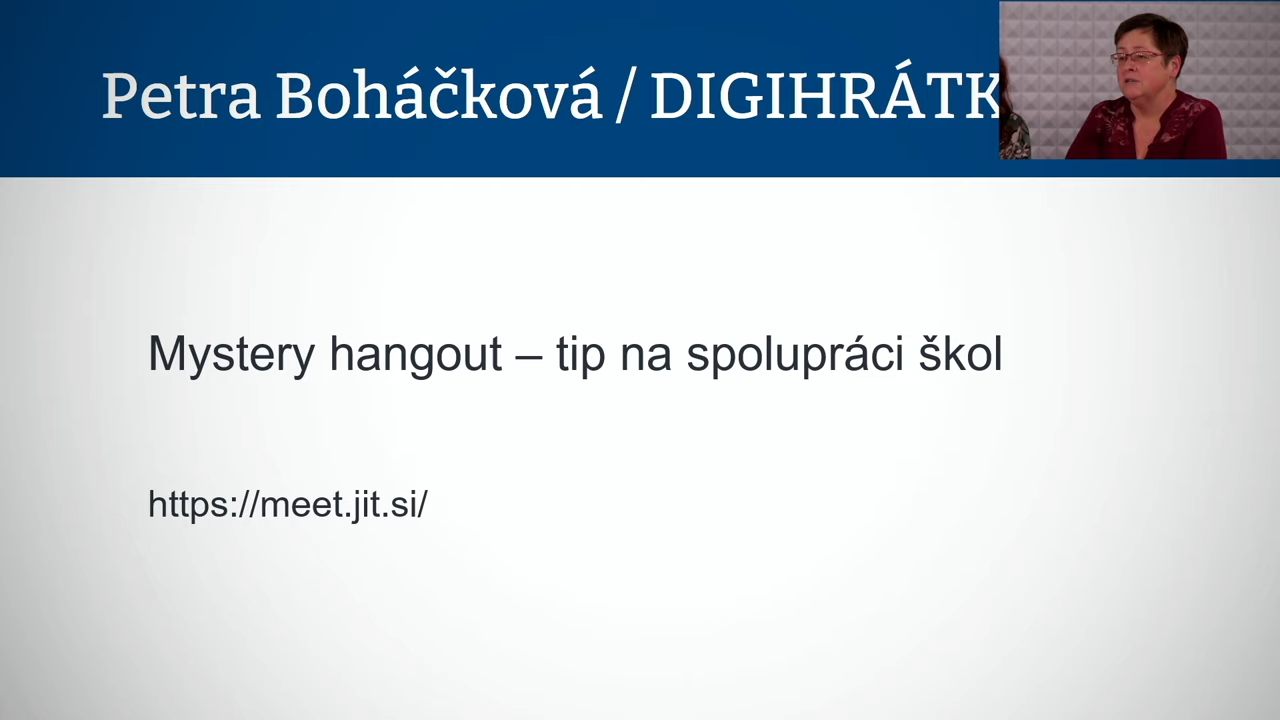 Petra Boháčková / DIGIHRÁTK
Mystery hangout – tip na spolupráci škol
https://meet.jit.si/